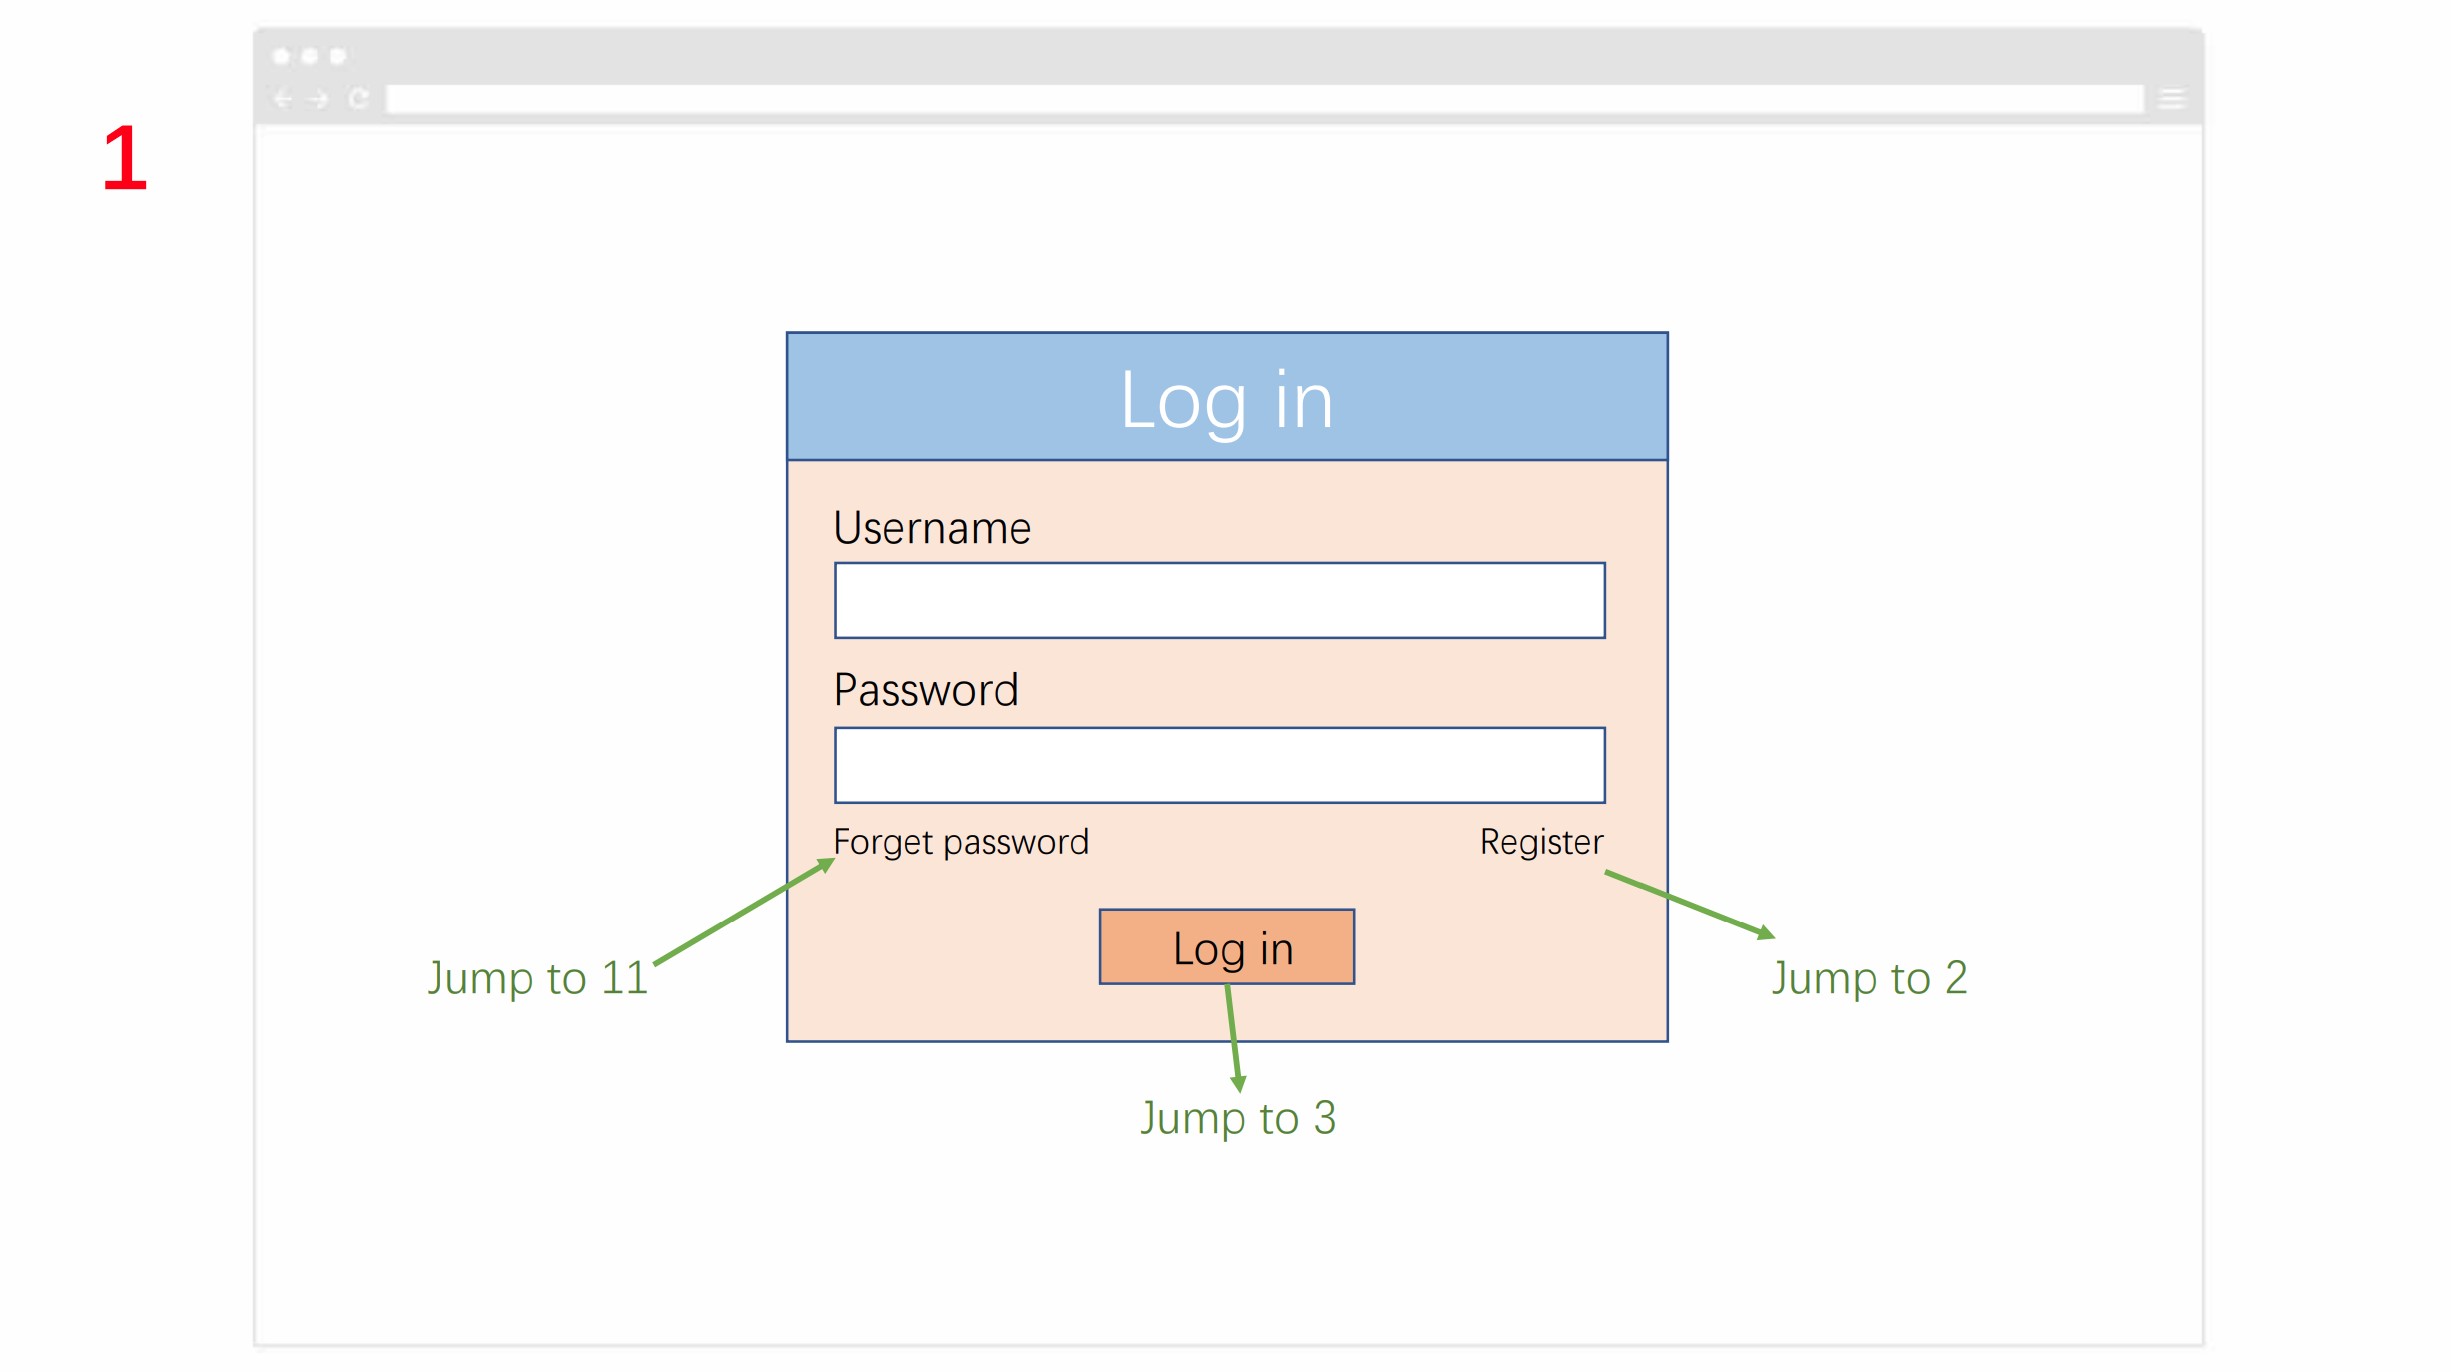 1
Log in
Username
Password
Forget password
Register
Log in
Jump to 11
Jump to 2
Jump to 3